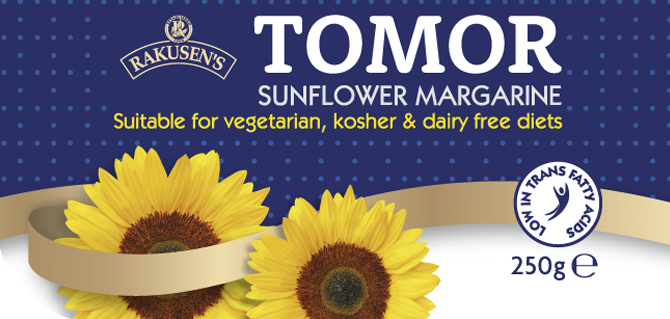 RAKUSEN'S
TOMOR
SUNFLOWER MARGARINE
Suitable for vegetarian, kosher & dairy free diets
LOW IN TRANS FATTY ACIDS
250g ℮